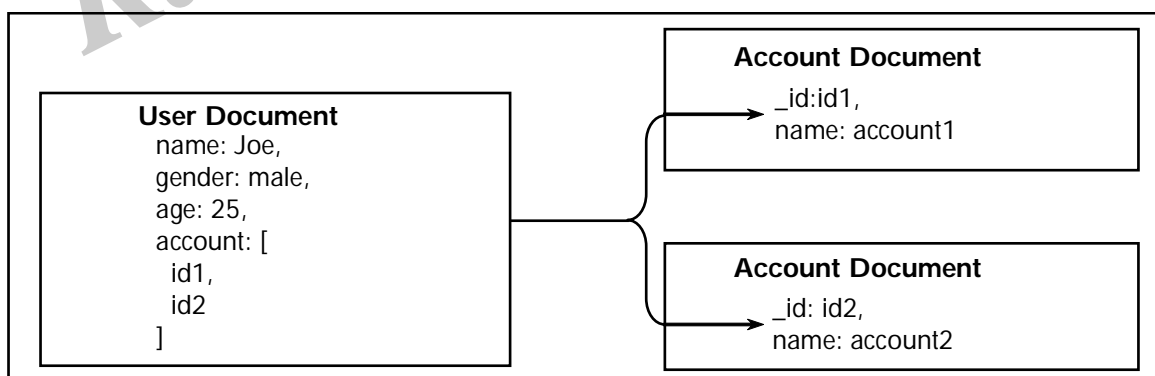 User Document
name: Joe,
gender: male,
age: 25,
account: [
id1,
id2
]
Account Document
_id:id1,
name: account1
Account Document
_id: id2,
name: account2